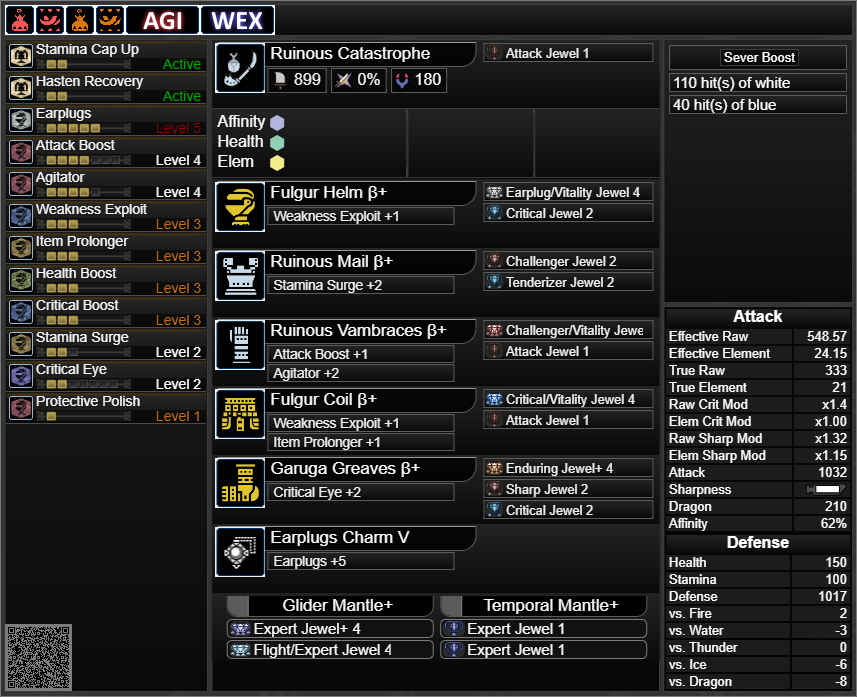 AGI WEX
Stamina Cap Up
Active
Hasten Recovery
Active
Earplugs
Level 5
Attack Boost
Level 4
Agitator
Level 4
Weakness Exploit
Level 3
Item Prolonger
Level 3
Health Boost
Level 3
Critical Boost
Level 3
Stamina Surge
Level 2
Critical Eye
Level 2
Protective Polish
Level 1
Ruinous Catastrophe
899 0% 180
Attack Jewel 1
Affinity
Health
Elem
Fulgur Helm β+
Weakness Exploit +1
Earplug/Vitality Jewel 4
Critical Jewel 2
Ruinous Mail β+
Stamina Surge +2
Challenger Jewel 2
Tenderizer Jewel 2
Ruinous Vambraces β+
Attack Boost +1
Agitator +2
Challenger/Vitality Jewe
Attack Jewel 1
Fulgur Coil β+
Weakness Exploit +1
Item Prolonger +1
Critical/Vitality Jewel 4
Attack Jewel 1
Garuga Greaves β+
Critical Eye +2
Enduring Jewel+ 4
Sharp Jewel 2
Critical Jewel 2
Earplugs Charm V
Earplugs +5
Glider Mantle+
Expert Jewel+ 4
Flight/Expert Jewel 4
Temporal Mantle+
Expert Jewel 1
Expert Jewel 1
Sever Boost
110 hit(s) of white
40 hit(s) of blue
Attack
Effective Raw 548.57
Effective Element 24.15
True Raw 333
True Element 21
Raw Crit Mod x1.4
Elem Crit Mod x1.00
Raw Sharp Mod x1.32
Elem Sharp Mod x1.15
Attack 1032
Sharpness
Dragon 210
Affinity 62%
Defense
Health 150
Stamina 100
Defense 1017
vs. Fire 2
vs. Water -3
vs. Thunder 0
vs. Ice -6
vs. Dragon -8